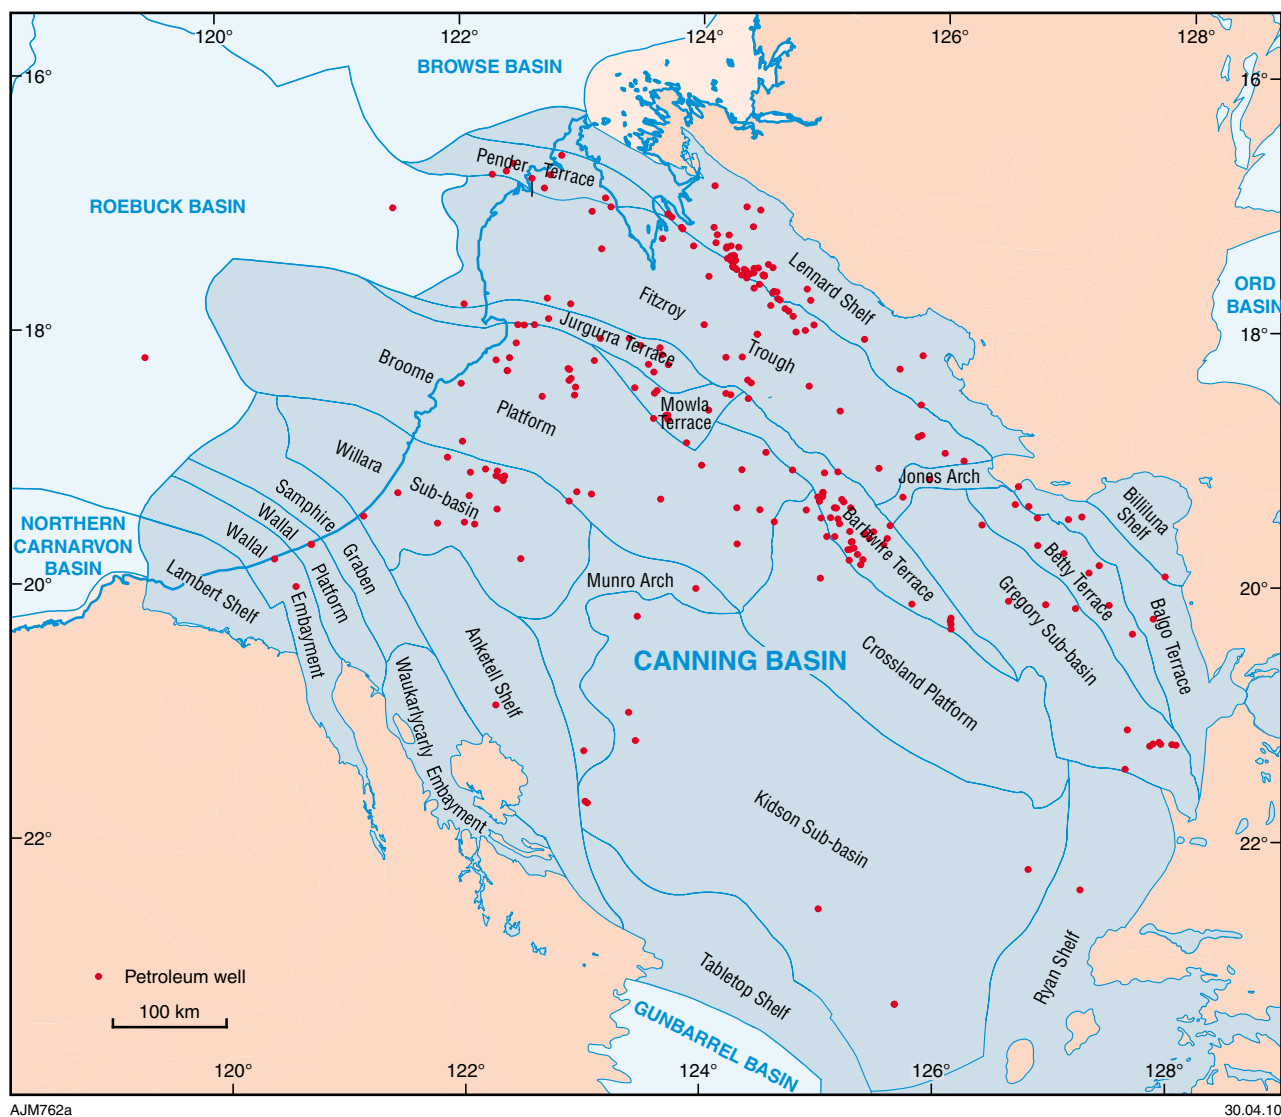 120°
122°
124°
126°
128°
BROWSE BASIN
16°
16°
Pender Terrace
ROEBUCK BASIN
Lennard Shelf
ORD
BASIN
Fitzroy
Trough
18°
18°
Jurgurra Terrace
Broome
Platform
Mowla
Terrace
Willara
Sub-basin
Jones Arch
Billiluna
Shelf
Samphire
Graben
NORTHERN
CARNARVON
BASIN
Wallal
Platform
Wallal
Embayment
Barbwire Terrace
Betty Terrace
Lambert Shelf
Munro Arch
20°
20°
Gregory Sub-basin
Balgo Terrace
Anketell Shelf
CANNING BASIN
Crossland Platform
Waukarlycarly
Embayment
Kidson Sub-basin
22°
22°
Petroleum well
Tabletop Shelf
Ryan Shelf
100 km
GUNBARREL BASIN
120°
122°
124°
126°
128°
AJM762a
30.04.10